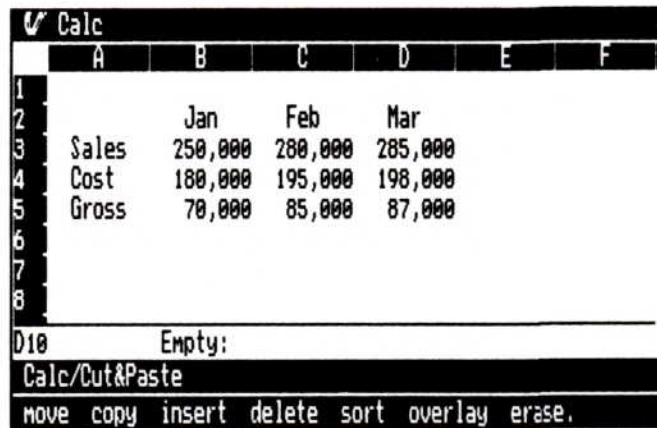 Calc
A B C D E F
1
2 Jan Feb Mar
3 Sales 250,000 280,000 285,000
4 Cost 180,000 195,000 198,000
5 Gross 70,000 85,000 87,000
6
7
8
D10 Empty:
Calc/Cut&Paste
move copy insert delete sort overlay erase.